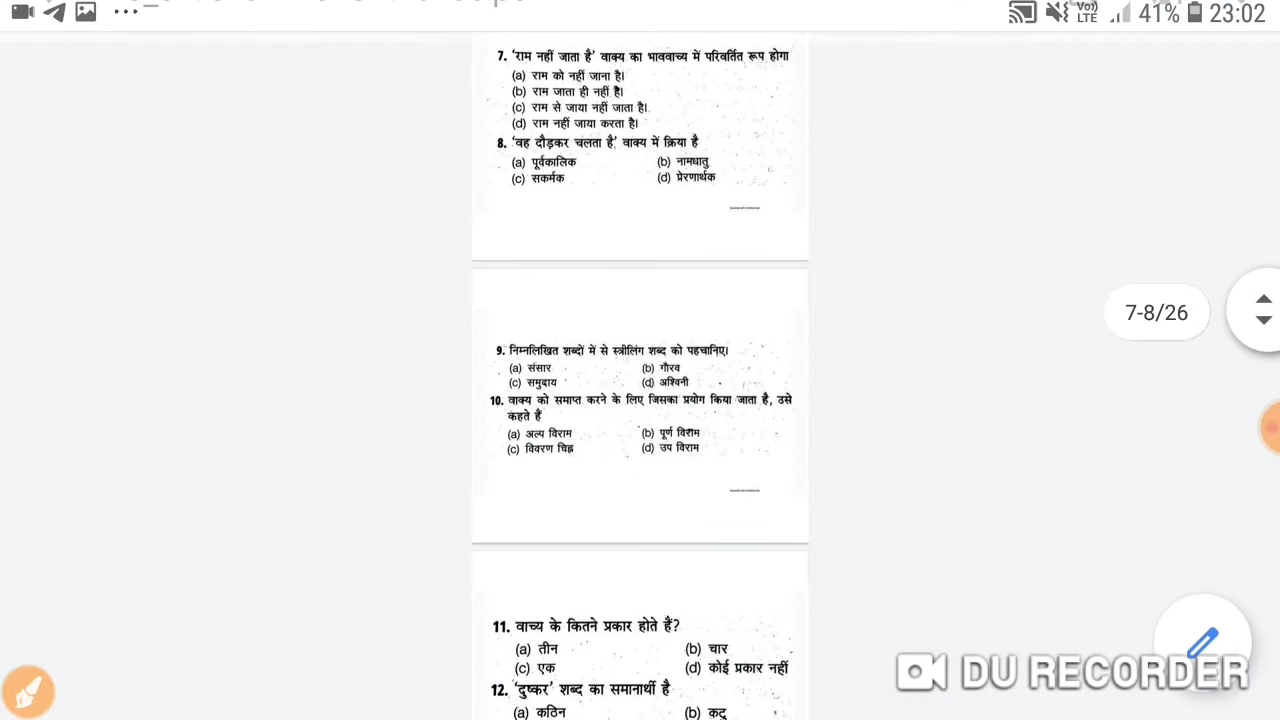 Vo)) LTE 41% 23:02
7. 'राम नहीं जाता है' वाक्य का भाववाच्य में परिवर्तित रूप होगा
(a) राम को नहीं जाना है।
(b) राम जाता ही नहीं है।
(c) राम से जाया नहीं जाता है।
(d) राम नहीं जाया करता है।
8. 'वह दौड़कर चलता है' वाक्य में क्रिया है
(a) पूर्वकालिक (b) नामधातु
(c) सकर्मक (d) प्रेरणार्थक
7-8/26
9. निम्नलिखित शब्दों में से स्त्रीलिंग शब्द को पहचानिए।
(a) संसार (b) गौरव
(c) समुदाय (d) अश्विनी
10. वाक्य को समाप्त करने के लिए जिसका प्रयोग किया जाता है, उसे
कहते हैं
(a) अल्प विराम (b) पूर्ण विराम
(c) विवरण चिह्न (d) उप विराम
11. वाच्य के कितने प्रकार होते हैं?
(a) तीन (b) चार
(c) एक (d) कोई प्रकार नहीं
12. 'दुष्कर' शब्द का समानार्थी है
(a) कठिन (b) कटु
DU RECORDER